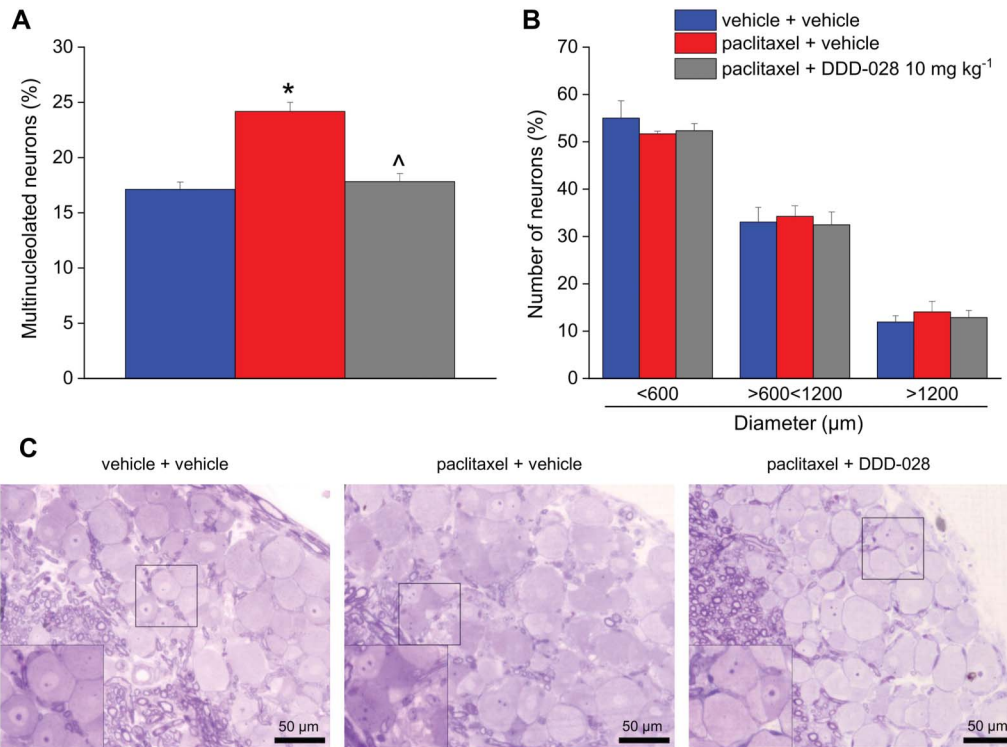 A
30
25
20
15
10
5
0
Multinucleolated neurons (%)
*
^
B
vehicle + vehicle
paclitaxel + vehicle
paclitaxel + DDD-028 10 mg kg⁻¹
70
60
50
40
30
20
10
0
Number of neurons (%)
<600
>600<1200
>1200
Diameter (µm)
C
vehicle + vehicle
paclitaxel + vehicle
paclitaxel + DDD-028
50 µm
50 µm
50 µm